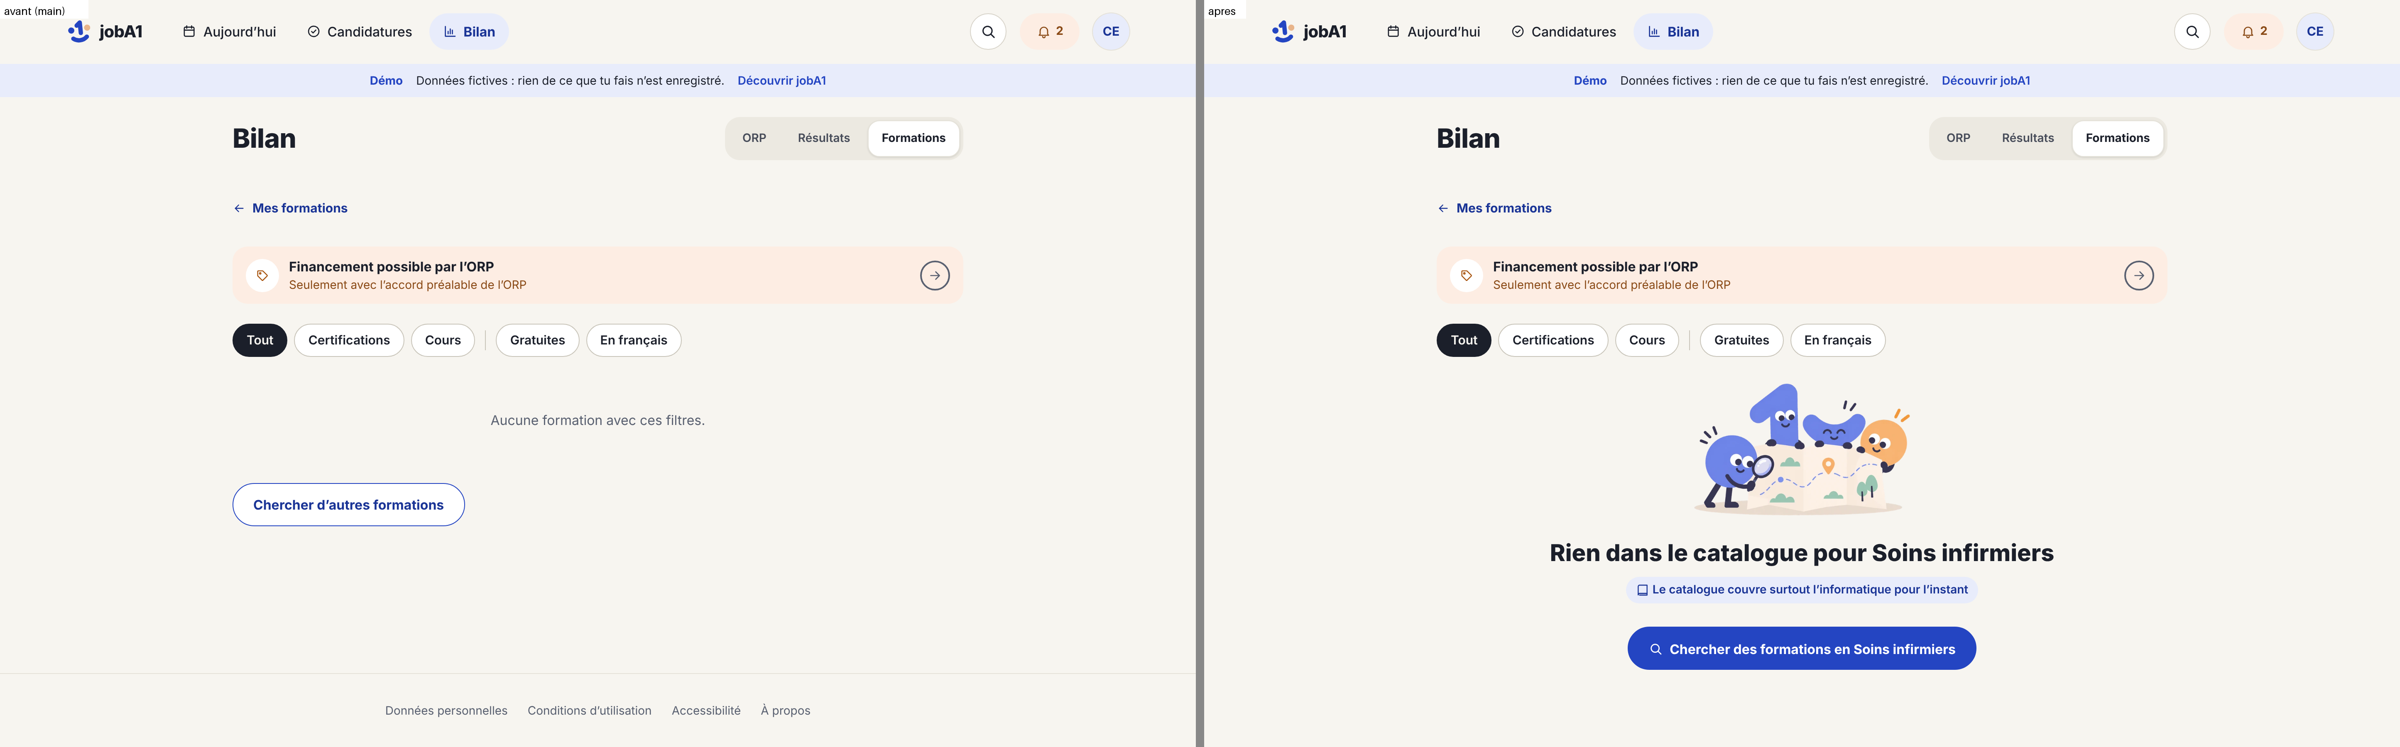 avant (main)
jobA1
Aujourd’hui
Candidatures
Bilan
2
CE
Démo Données fictives : rien de ce que tu fais n’est enregistré. Découvrir jobA1
Bilan
ORP
Résultats
Formations
← Mes formations
Financement possible par l’ORP
Seulement avec l’accord préalable de l’ORP
Tout
Certifications
Cours
Gratuites
En français
Aucune formation avec ces filtres.
Chercher d’autres formations
Données personnelles
Conditions d’utilisation
Accessibilité
À propos
apres
jobA1
Aujourd’hui
Candidatures
Bilan
2
CE
Démo Données fictives : rien de ce que tu fais n’est enregistré. Découvrir jobA1
Bilan
ORP
Résultats
Formations
← Mes formations
Financement possible par l’ORP
Seulement avec l’accord préalable de l’ORP
Tout
Certifications
Cours
Gratuites
En français
Rien dans le catalogue pour Soins infirmiers
Le catalogue couvre surtout l’informatique pour l’instant
Chercher des formations en Soins infirmiers